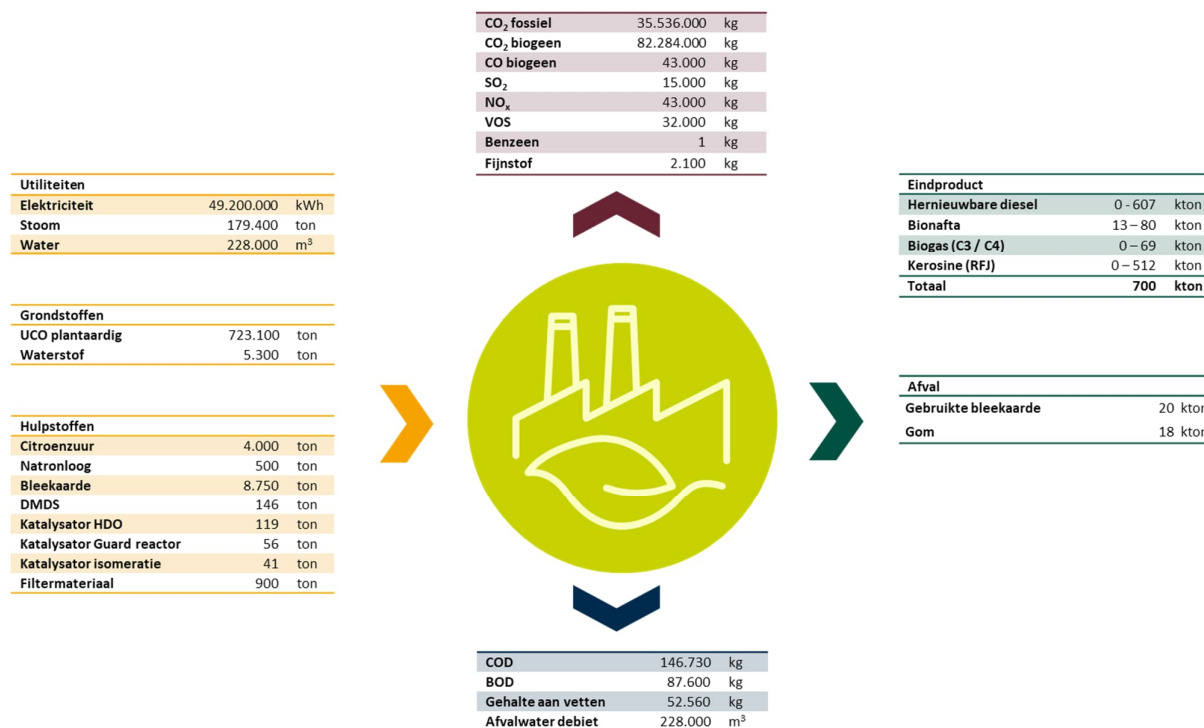 CO₂ fossiel 35.536.000 kg
CO₂ biogeen 82.284.000 kg
CO biogeen 43.000 kg
SO₂ 15.000 kg
NOₓ 43.000 kg
VOS 32.000 kg
Benzeen 1 kg
Fijnstof 2.100 kg
Utiliteiten
Elektriciteit 49.200.000 kWh
Stoom 179.400 ton
Water 228.000 m³
Grondstoffen
UCO plantaardig 723.100 ton
Waterstof 5.300 ton
Hulpstoffen
Citroenzuur 4.000 ton
Natronloog 500 ton
Bleekaarde 8.750 ton
DMDS 146 ton
Katalysator HDO 119 ton
Katalysator Guard reactor 56 ton
Katalysator isomeratie 41 ton
Filtermateriaal 900 ton
Eindproduct
Hernieuwbare diesel 0 - 607 kton
Bionafta 13 – 80 kton
Biogas (C3 / C4) 0 – 69 kton
Kerosine (RFJ) 0 – 512 kton
Totaal 700 kton
Afval
Gebruikte bleekaarde 20 kton
Gom 18 kton
COD 146.730 kg
BOD 87.600 kg
Gehalte aan vetten 52.560 kg
Afvalwater debiet 228.000 m³